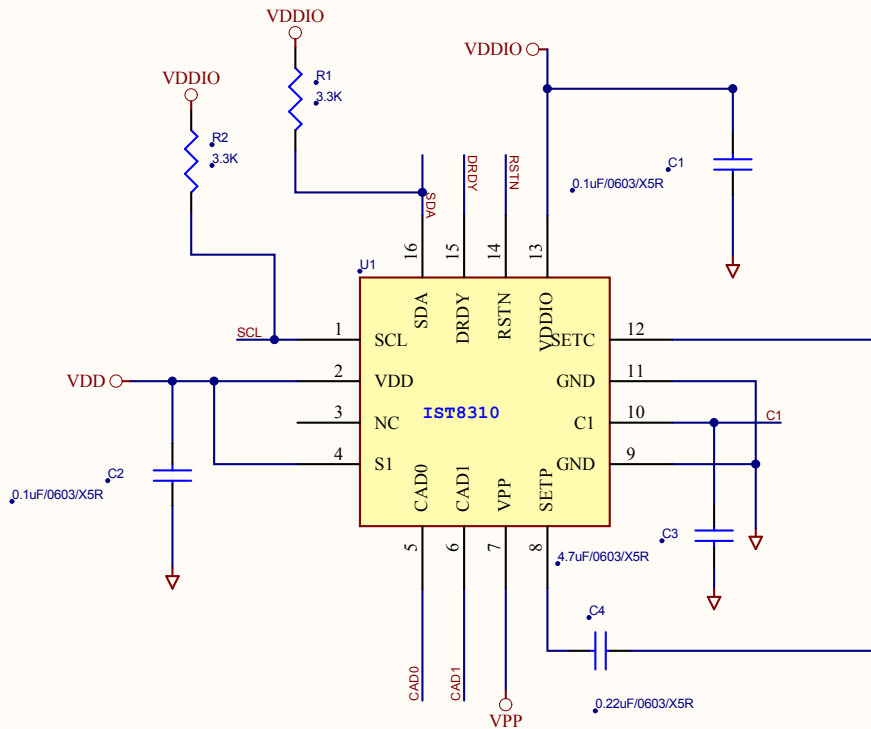 VDDIO
VDDIO
R1
3.3K
VDDIO
R2
3.3K
C1
0.1uF/0603/X5R
SDA
DRDY
RSTN
16
15
14
13
U1
SDA
DRDY
RSTN
VDDIO
SCL
1
SCL
SETC
12
VDD
2
VDD
GND
11
3
NC
IST8310
C1
10
C1
4
S1
GND
9
C2
0.1uF/0603/X5R
CAD0
CAD1
VPP
SETP
5
6
7
8
C3
4.7uF/0603/X5R
C4
0.22uF/0603/X5R
CAD0
CAD1
VPP